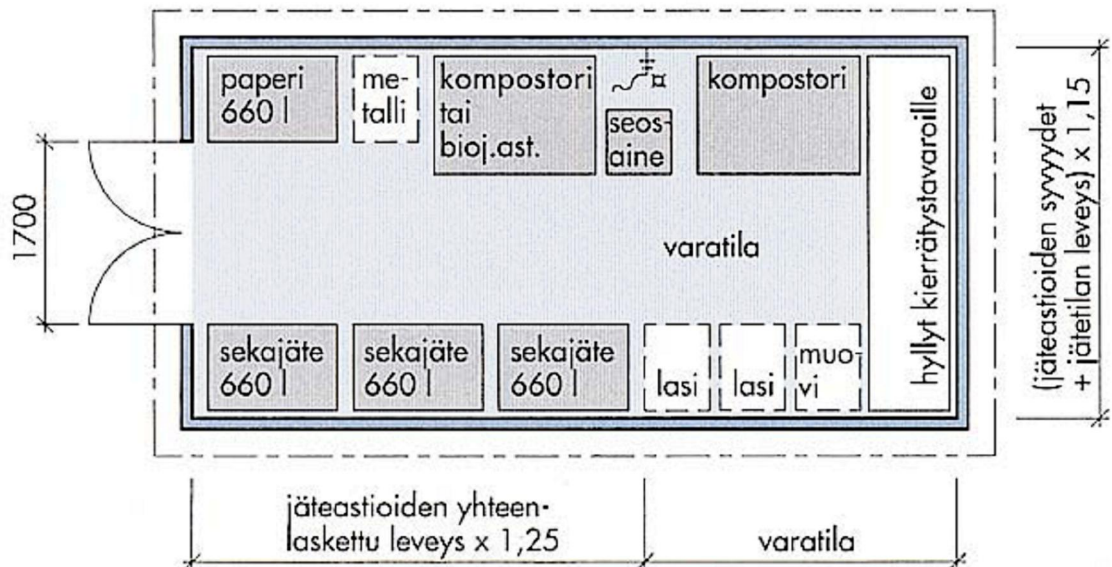 paperi
660 l
me-
talli
kompostori
tai
bioj.ast.
seos-
aine
kompostori
hyllyt kierrätystavaroille
(jäteastioiden syvyydet
+ jätetilan leveys) x 1,15
1700
varatila
sekajäte
660 l
sekajäte
660 l
sekajäte
660 l
lasi
lasi
muo-
vi
jäteastioiden yhteen-
laskettu leveys x 1,25
varatila